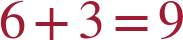 6 + 3 = 9